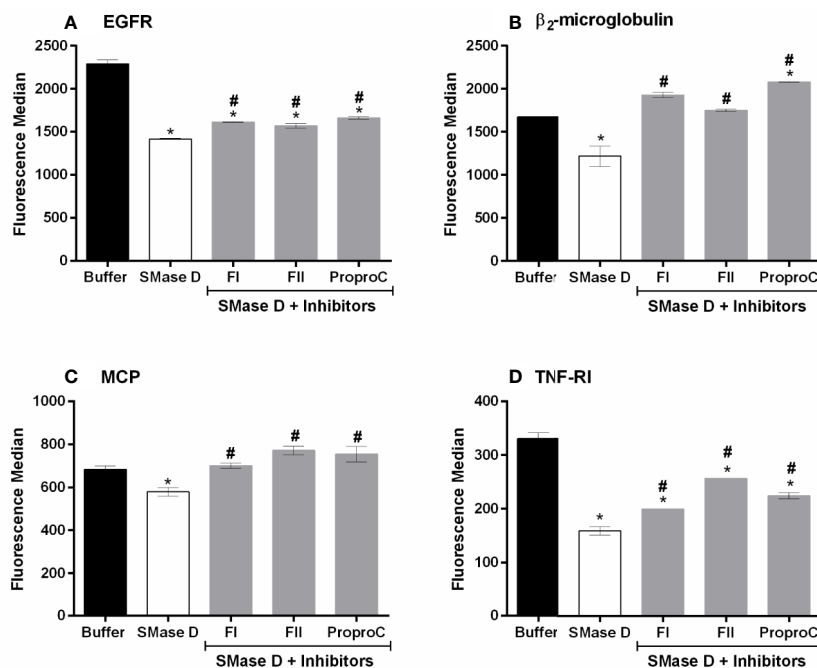 A EGFR
2500
2000
1500
1000
500
0
Fluorescence Median
*
#
*
#
*
#
*
Buffer SMase D FI FII ProproC
SMase D + Inhibitors
B β2-microglobulin
2500
2000
1500
1000
500
0
Fluorescence Median
*
#
#
#
*
Buffer SMase D FI FII ProproC
SMase D + Inhibitors
C MCP
1000
800
600
400
200
0
Fluorescence Median
*
#
#
#
Buffer SMase D FI FII ProproC
SMase D + Inhibitors
D TNF-RI
400
300
200
100
0
Fluorescence Median
*
#
*
#
*
#
*
Buffer SMase D FI FII ProproC
SMase D + Inhibitors